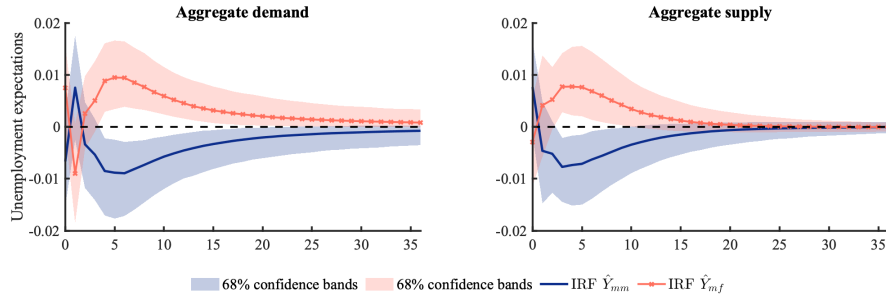 Aggregate demand
Aggregate supply
Unemployment expectations
0.02
0.01
0
-0.01
-0.02
0 5 10 15 20 25 30 35
0.02
0.01
0
-0.01
-0.02
0 5 10 15 20 25 30 35
68% confidence bands 68% confidence bands IRF Ŷ_mm IRF Ŷ_mf